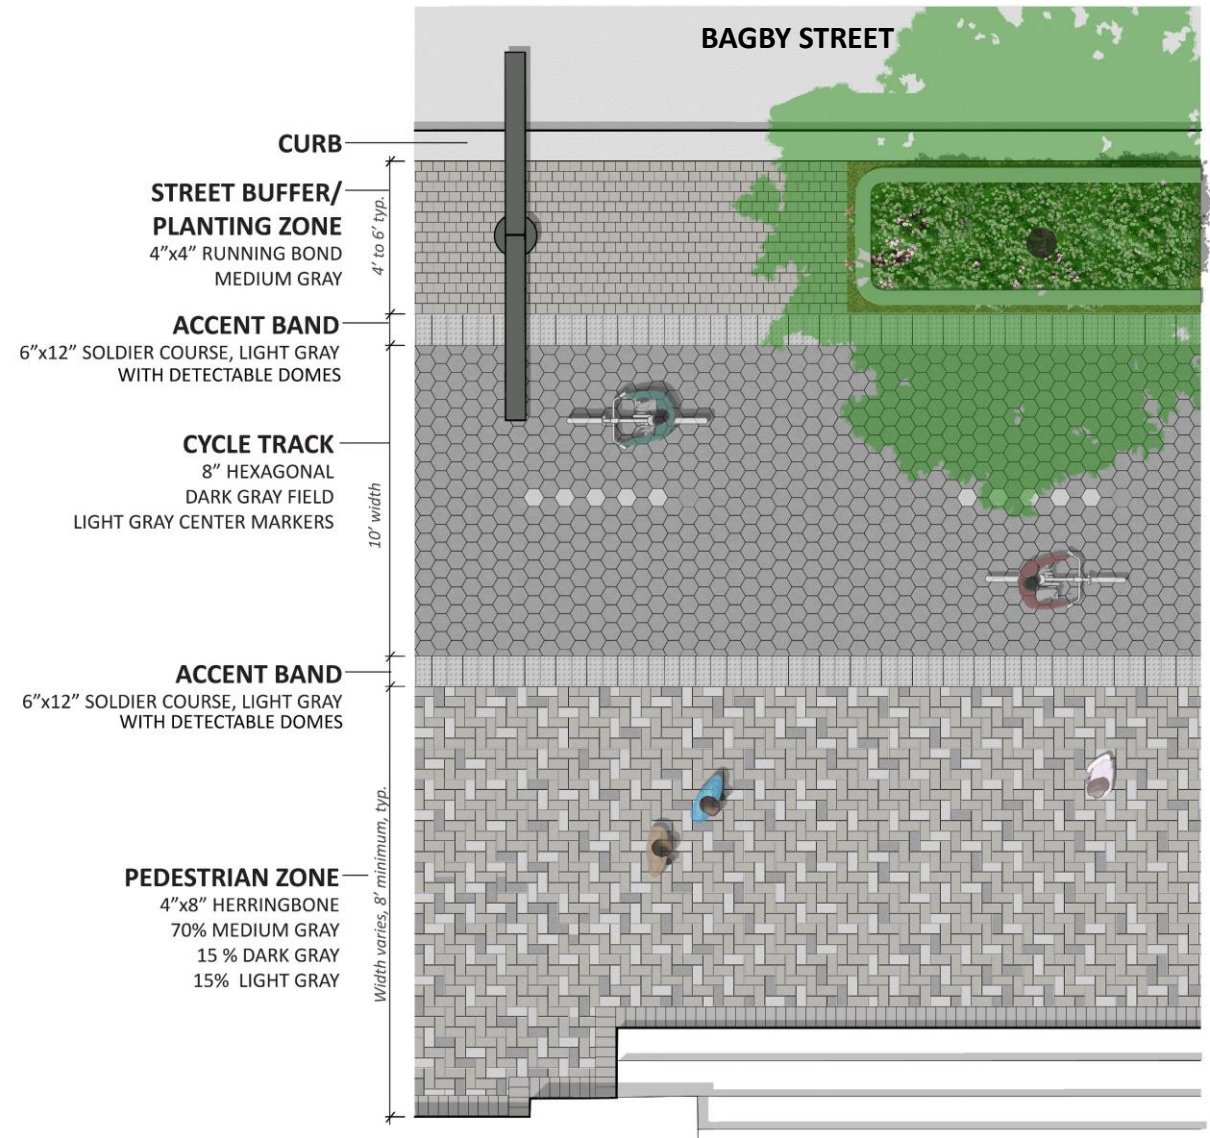 BAGBY STREET
CURB
STREET BUFFER/
PLANTING ZONE
4”x4” RUNNING BOND
MEDIUM GRAY
4’ to 6’ typ.
ACCENT BAND
6”x12” SOLDIER COURSE, LIGHT GRAY
WITH DETECTABLE DOMES
CYCLE TRACK
8” HEXAGONAL
DARK GRAY FIELD
LIGHT GRAY CENTER MARKERS
10’ width
ACCENT BAND
6”x12” SOLDIER COURSE, LIGHT GRAY
WITH DETECTABLE DOMES
PEDESTRIAN ZONE
4”x8” HERRINGBONE
70% MEDIUM GRAY
15 % DARK GRAY
15% LIGHT GRAY
Width varies, 8’ minimum, typ.